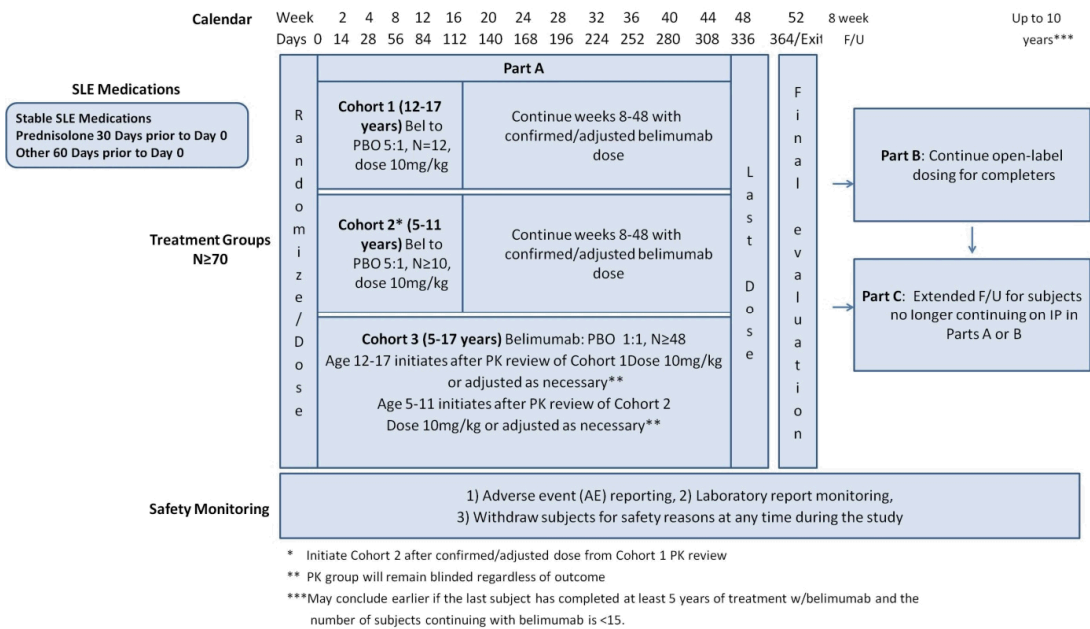 Calendar Week 2 4 8 12 16 20 24 28 32 36 40 44 48 52 8 week Up to 10
Days 0 14 28 56 84 112 140 168 196 224 252 280 308 336 364/Exit F/U years***
SLE Medications
Stable SLE Medications
Prednisolone 30 Days prior to Day 0
Other 60 Days prior to Day 0
Treatment Groups
N≥70
Randomize/Dose
Part A
Cohort 1 (12-17
years) Bel to
PBO 5:1, N=12,
dose 10mg/kg
Continue weeks 8-48 with
confirmed/adjusted belimumab
dose
Cohort 2* (5-11
years) Bel to
PBO 5:1, N≥10,
dose 10mg/kg
Continue weeks 8-48 with
confirmed/adjusted belimumab
dose
Cohort 3 (5-17 years) Belimumab: PBO 1:1, N≥48
Age 12-17 initiates after PK review of Cohort 1Dose 10mg/kg
or adjusted as necessary**
Age 5-11 initiates after PK review of Cohort 2
Dose 10mg/kg or adjusted as necessary**
Last Dose
Final evaluation
Part B: Continue open-label
dosing for completers
Part C: Extended F/U for subjects
no longer continuing on IP in
Parts A or B
Safety Monitoring
1) Adverse event (AE) reporting, 2) Laboratory report monitoring,
3) Withdraw subjects for safety reasons at any time during the study
* Initiate Cohort 2 after confirmed/adjusted dose from Cohort 1 PK review
** PK group will remain blinded regardless of outcome
***May conclude earlier if the last subject has completed at least 5 years of treatment w/belimumab and the
number of subjects continuing with belimumab is <15.